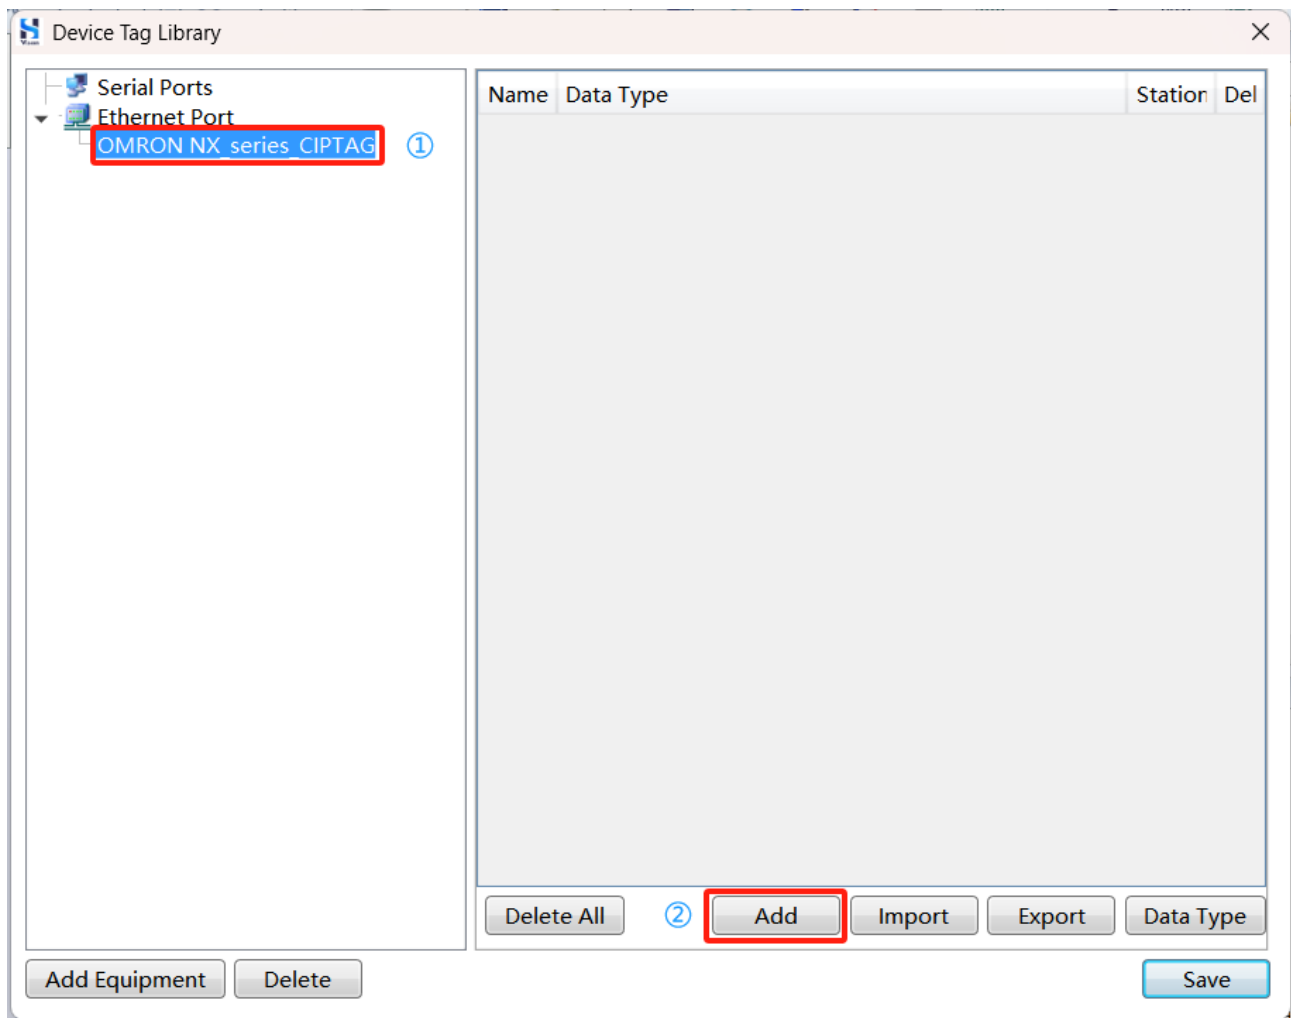 Device Tag Library
Serial Ports
Ethernet Port
OMRON NX_series_CIPTAG ①
Name Data Type Station Del
Delete All ② Add Import Export Data Type
Add Equipment Delete Save